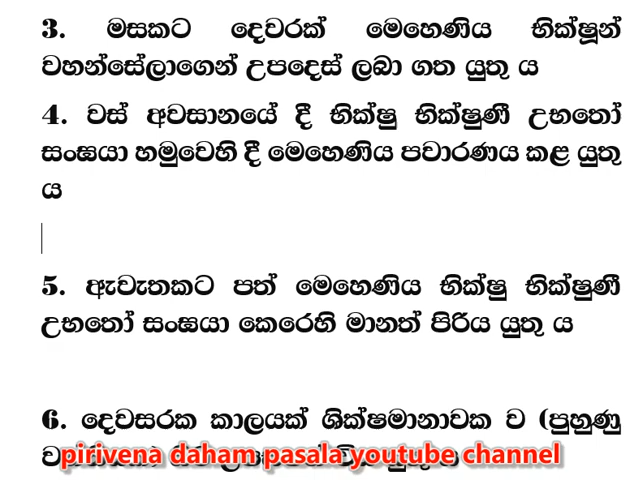 3. මසකට දෙවරක් මෙහෙණිය භික්ෂූන්
වහන්සේලාගෙන් උපදෙස් ලබා ගත යුතු ය
4. වස් අවසානයේ දී භික්ෂු භික්ෂුණී උභතෝ
සංඝයා හමුවෙහි දී මෙහෙණිය පවාරණය කළ යුතු
ය
5. ඇවැතකට පත් මෙහෙණිය භික්ෂු භික්ෂුණී
උභතෝ සංඝයා කෙරෙහි මානත් පිරිය යුතු ය
6. දෙවසරක කාලයක් ශික්ෂමානාවක ව (පුහුණු
pirivena daham pasala youtube channel